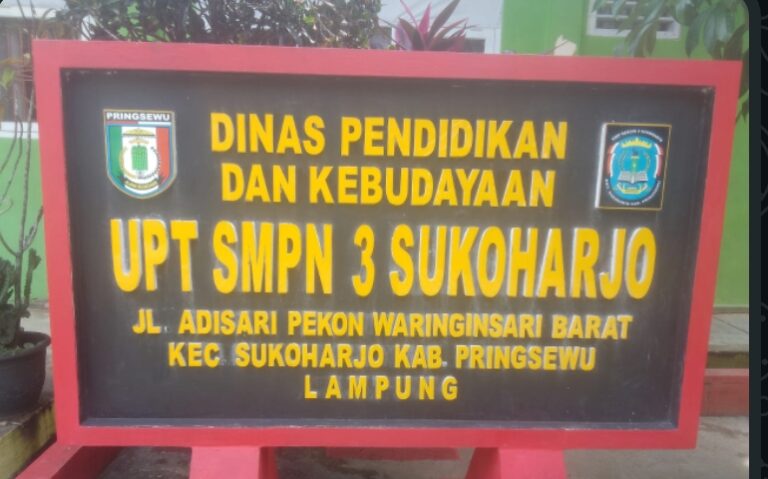 PRINGSEWU
DINAS PENDIDIKAN
DAN KEBUDAYAAN
UPT SMPN 3 SUKOHARJO
JL. ADISARI PEKON WARINGINSARI BARAT
KEC SUKOHARJO KAB. PRINGSEWU
LAMPUNG